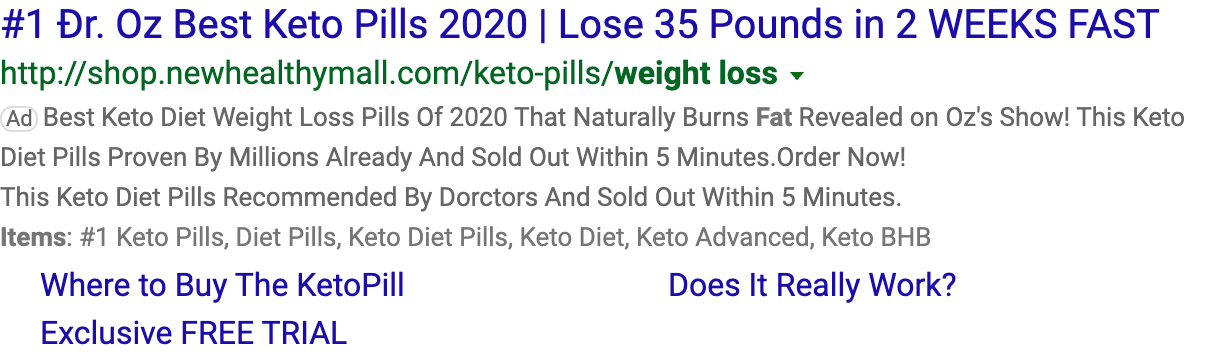 #1 Ðr. Oz Best Keto Pills 2020 | Lose 35 Pounds in 2 WEEKS FAST
http://shop.newhealthymall.com/keto-pills/weight loss
Ad Best Keto Diet Weight Loss Pills Of 2020 That Naturally Burns Fat Revealed on Oz's Show! This Keto
Diet Pills Proven By Millions Already And Sold Out Within 5 Minutes.Order Now!
This Keto Diet Pills Recommended By Dorctors And Sold Out Within 5 Minutes.
Items: #1 Keto Pills, Diet Pills, Keto Diet Pills, Keto Diet, Keto Advanced, Keto BHB
Where to Buy The KetoPill Does It Really Work?
Exclusive FREE TRIAL